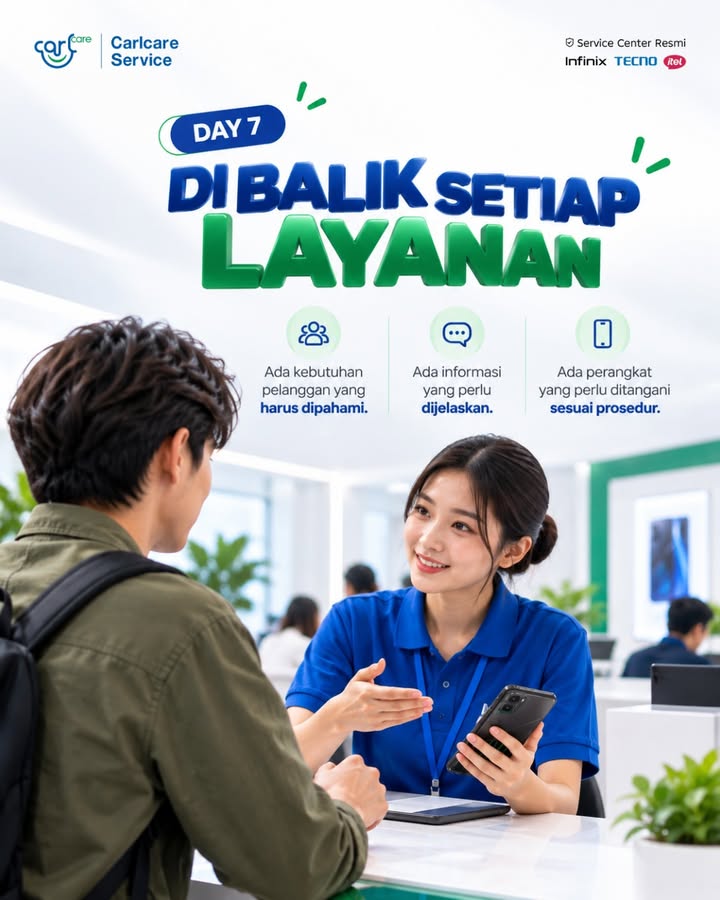 carlcare
Carlcare
Service
Service Center Resmi
Infinix TECNO itel
DAY 7
DI BALIK SETIAP
LAYANAN
Ada kebutuhan
pelanggan yang
harus dipahami.
Ada informasi
yang perlu
dijelaskan.
Ada perangkat
yang perlu ditangani
sesuai prosedur.